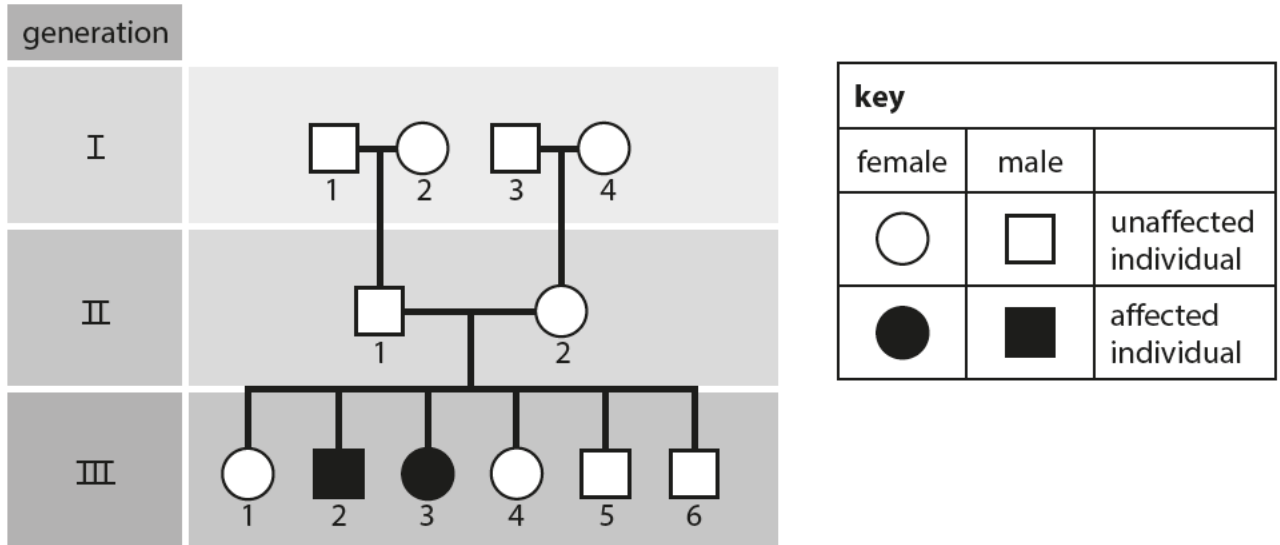 generation
I
1 2 3 4
II
1 2
III
1 2 3 4 5 6
key
female male
unaffected
individual
affected
individual